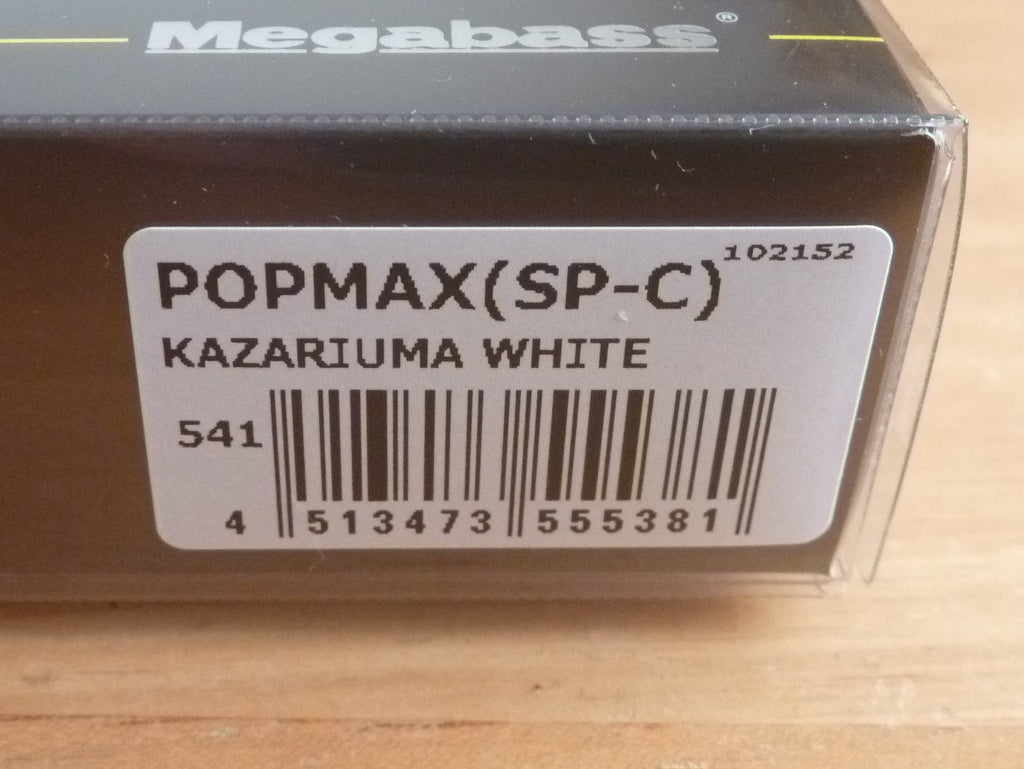 Megabass®
102152
POPMAX(SP-C)
KAZARIUMA WHITE
541
4 513473 555381